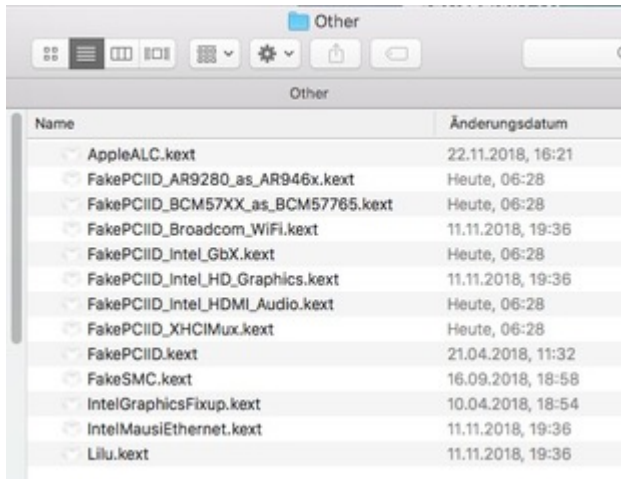 Other
Other
Name Änderungsdatum
AppleALC.kext 22.11.2018, 16:21
FakePCIID_AR9280_as_AR946x.kext Heute, 06:28
FakePCIID_BCM57XX_as_BCM57765.kext Heute, 06:28
FakePCIID_Broadcom_WiFi.kext 11.11.2018, 19:36
FakePCIID_Intel_GbX.kext Heute, 06:28
FakePCIID_Intel_HD_Graphics.kext 11.11.2018, 19:36
FakePCIID_Intel_HDMI_Audio.kext Heute, 06:28
FakePCIID_XHCIMux.kext Heute, 06:28
FakePCIID.kext 21.04.2018, 11:32
FakeSMC.kext 16.09.2018, 18:58
IntelGraphicsFixup.kext 10.04.2018, 18:54
IntelMausiEthernet.kext 11.11.2018, 19:36
Lilu.kext 11.11.2018, 19:36